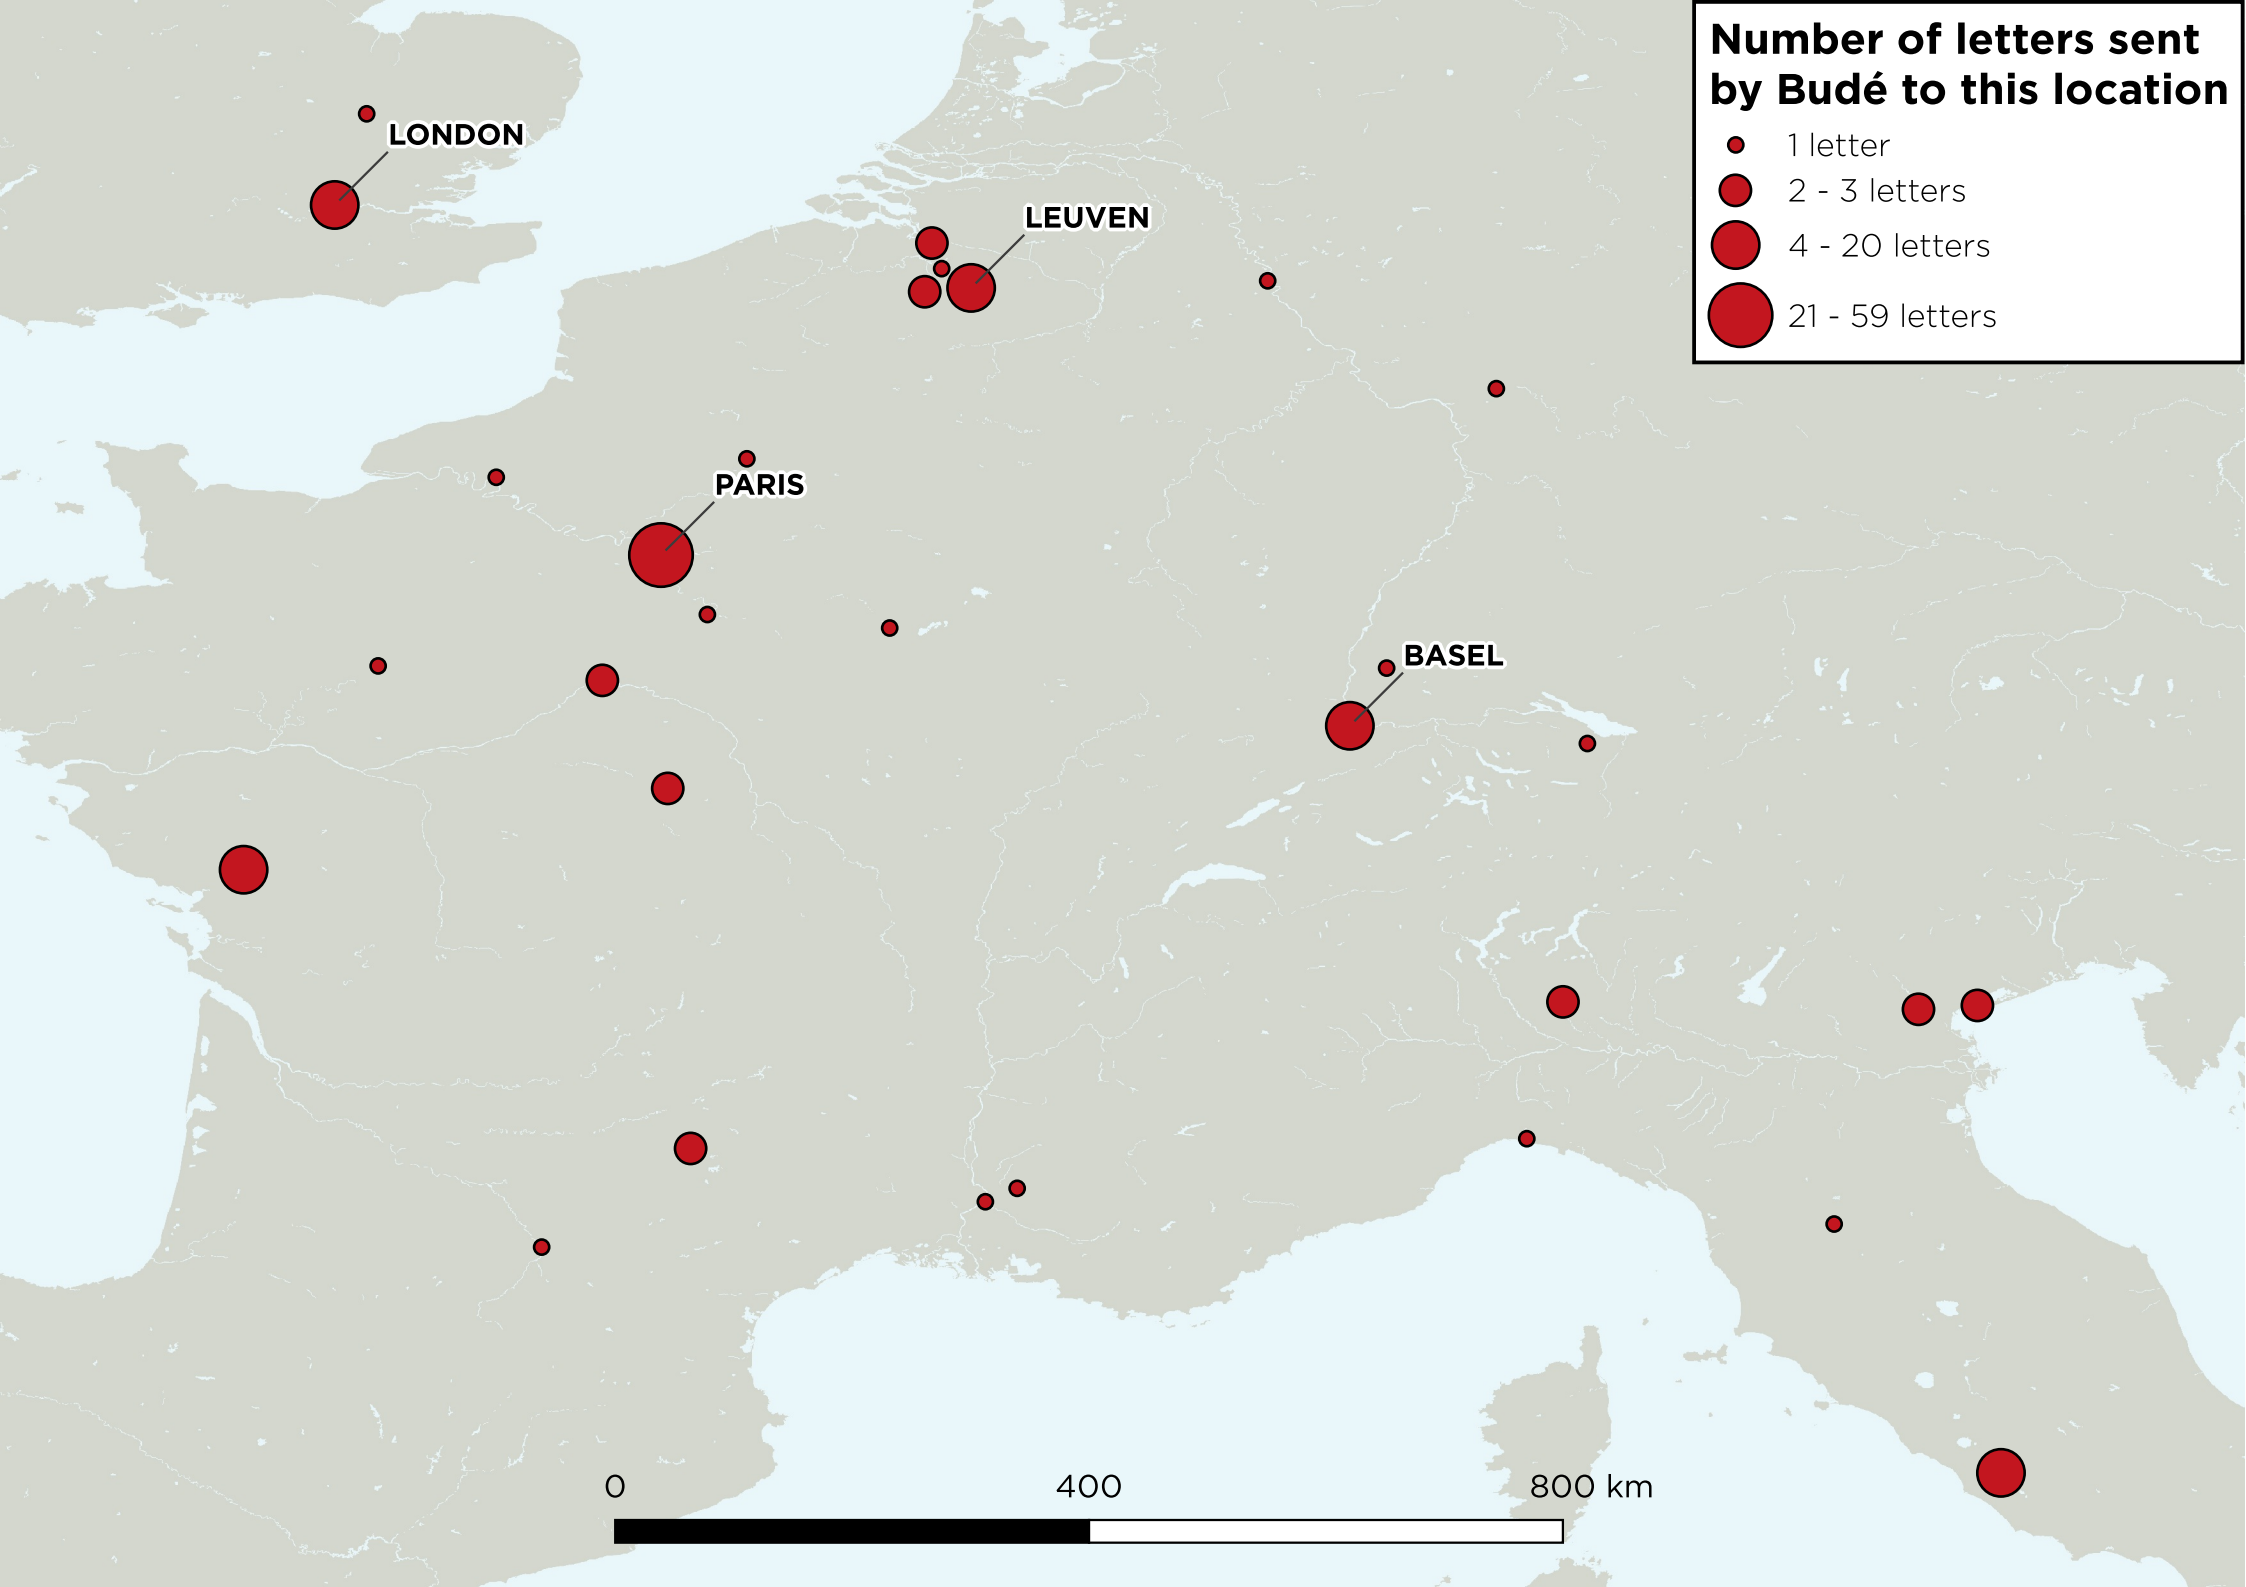 Number of letters sent
by Budé to this location
1 letter
2 - 3 letters
4 - 20 letters
21 - 59 letters
LONDON
LEUVEN
PARIS
BASEL
0 400 800 km